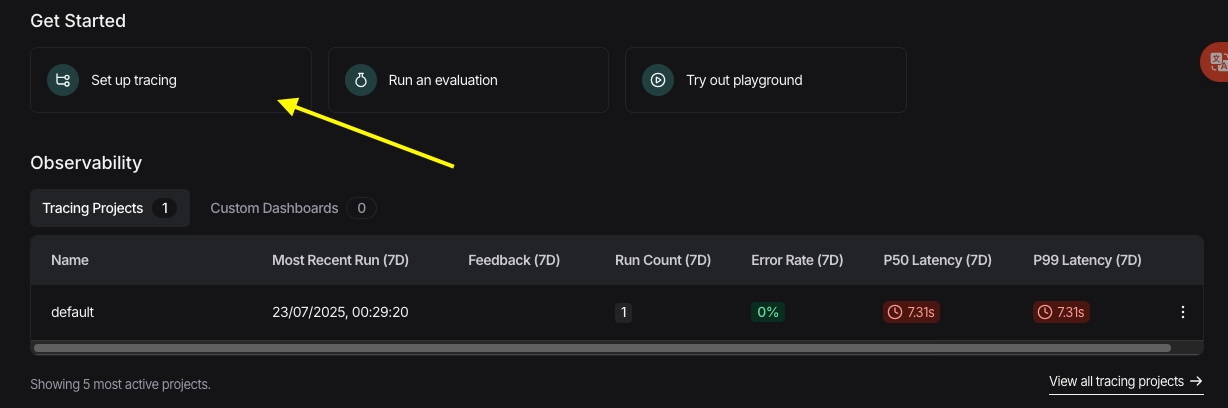 Get Started
Set up tracing Run an evaluation Try out playground
Observability
Tracing Projects 1 Custom Dashboards 0
Name Most Recent Run (7D) Feedback (7D) Run Count (7D) Error Rate (7D) P50 Latency (7D) P99 Latency (7D)
default 23/07/2025, 00:29:20 1 0% 7.31s 7.31s
Showing 5 most active projects. View all tracing projects →